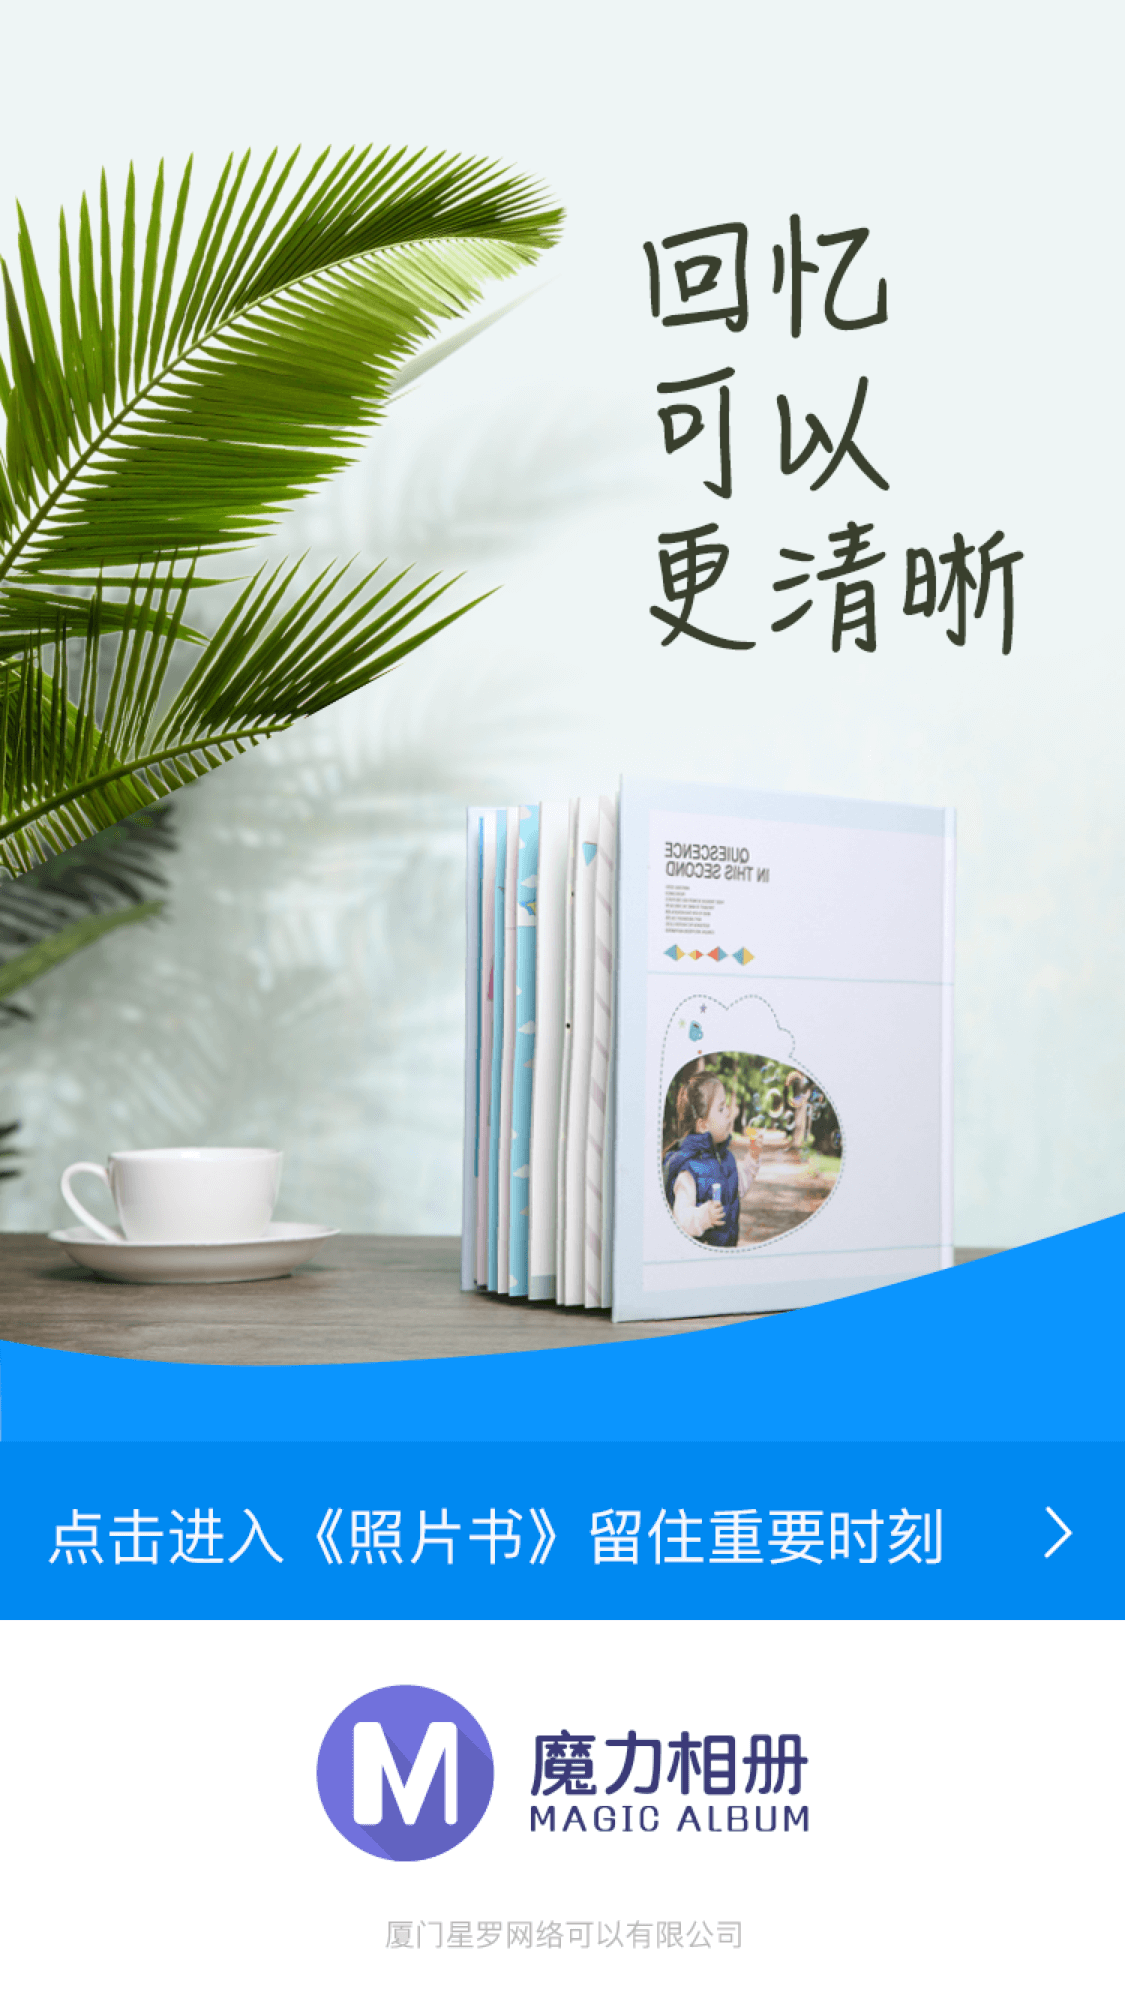 回忆
可以
更清晰
QUIESCENCE
IN THIS SECOND
点击进入《照片书》留住重要时刻
M
魔力相册
MAGIC ALBUM
厦门星罗网络可以有限公司